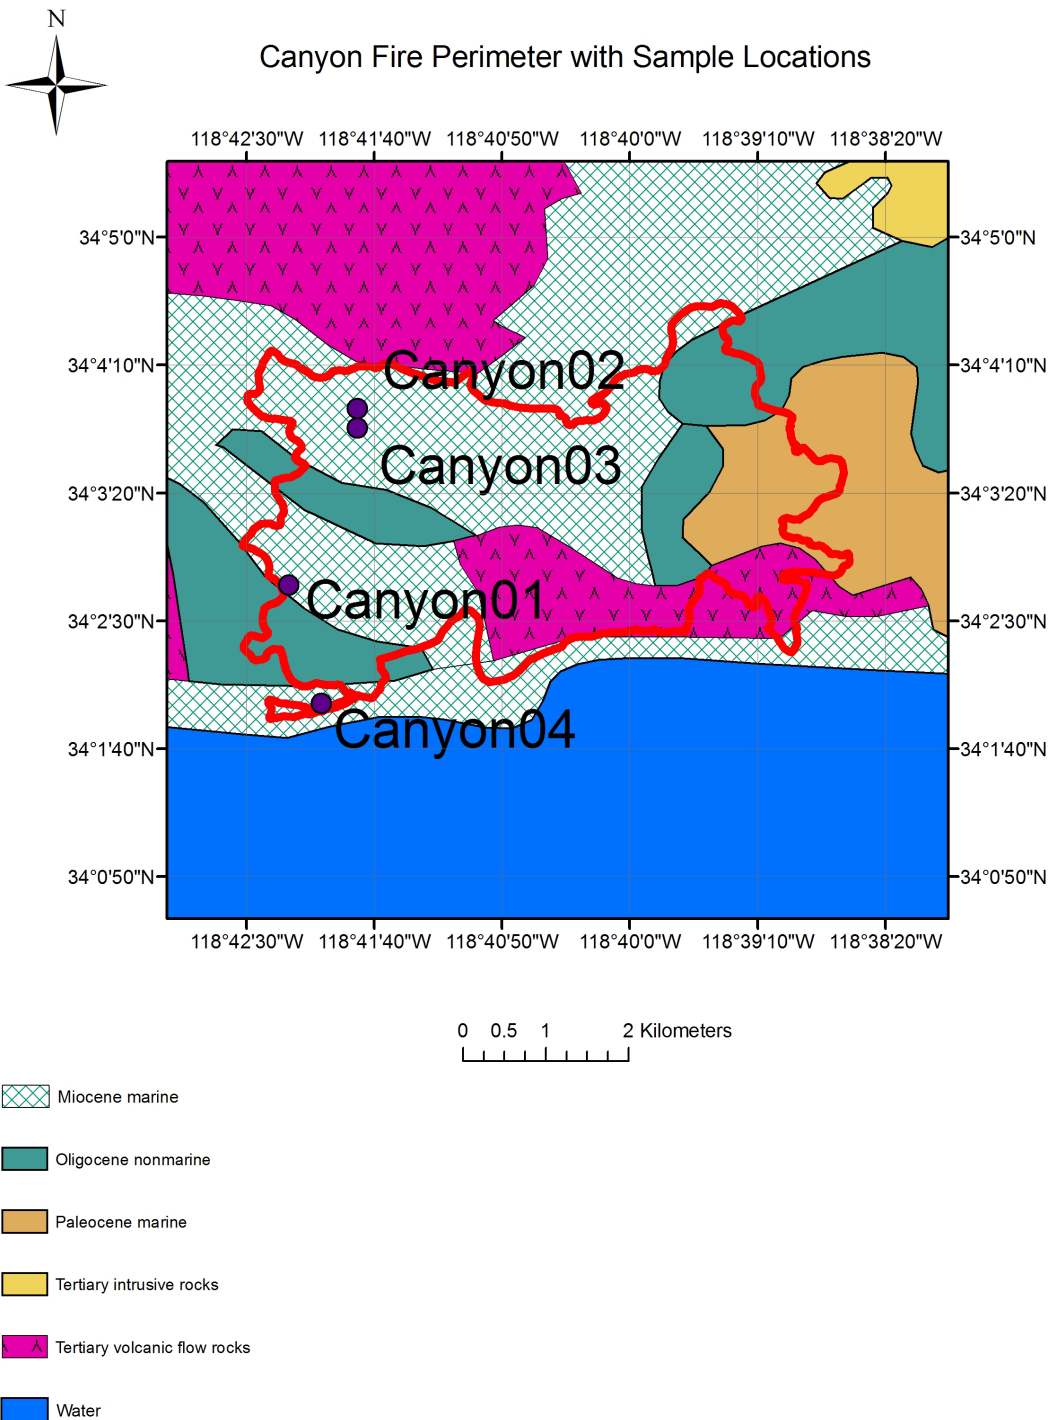 N
Canyon Fire Perimeter with Sample Locations
118°42'30"W 118°41'40"W 118°40'50"W 118°40'0"W 118°39'10"W 118°38'20"W
34°5'0"N 34°5'0"N
34°4'10"N 34°4'10"N
Canyon02
Canyon03
34°3'20"N 34°3'20"N
Canyon01
34°2'30"N 34°2'30"N
Canyon04
34°1'40"N 34°1'40"N
34°0'50"N 34°0'50"N
118°42'30"W 118°41'40"W 118°40'50"W 118°40'0"W 118°39'10"W 118°38'20"W
0 0.5 1 2 Kilometers
Miocene marine
Oligocene nonmarine
Paleocene marine
Tertiary intrusive rocks
Tertiary volcanic flow rocks
Water